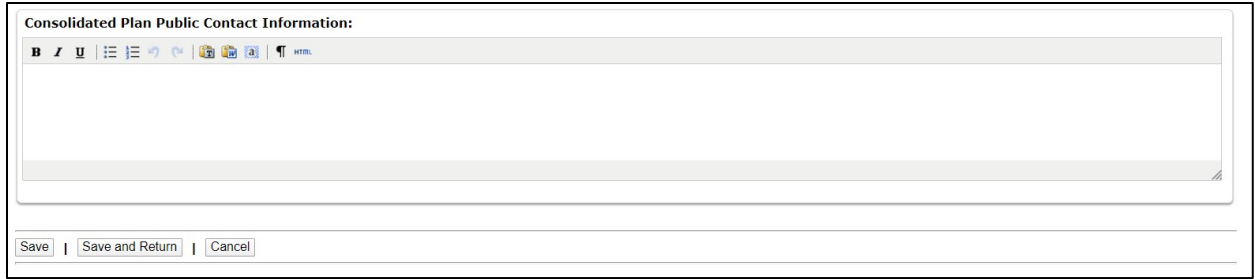 Consolidated Plan Public Contact Information:
B I U HTML
Save | Save and Return | Cancel